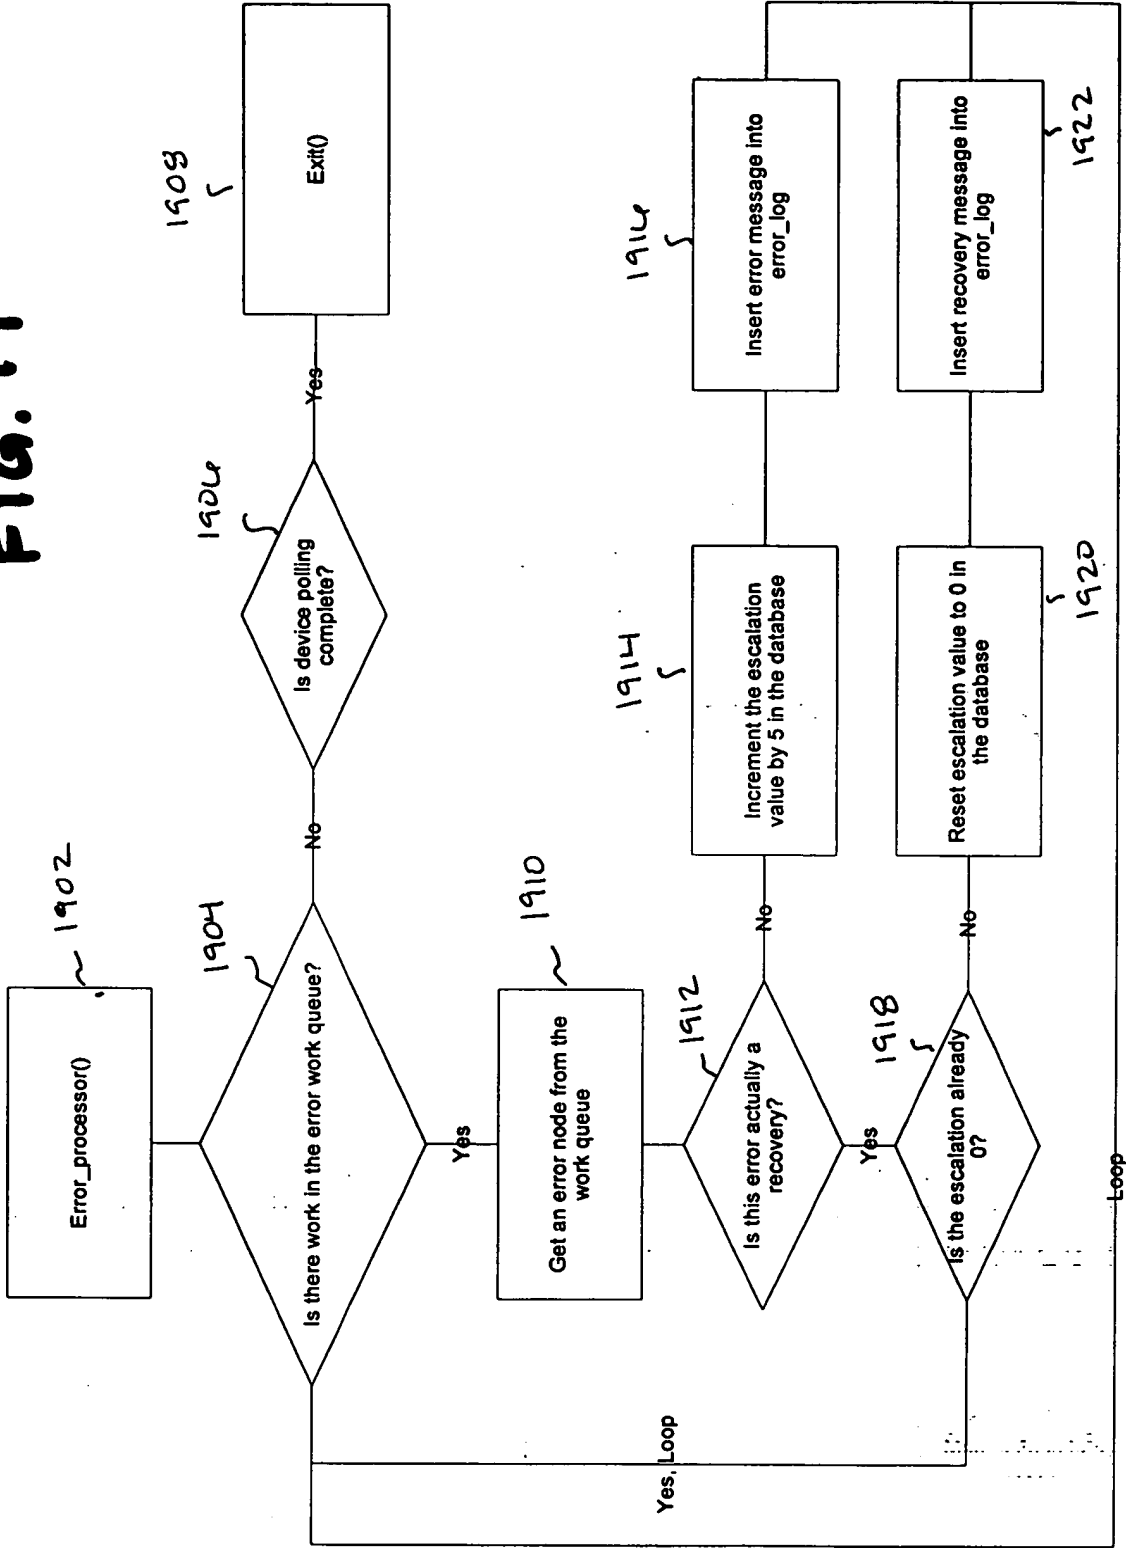 FIG. 19
Error_processor()
1902
Is there work in the error work queue?
1904
No
Is device polling
complete?
1906
Yes
Exit()
1908
Yes
Get an error node from the
work queue
1910
Is this error actually a
recovery?
1912
No
Increment the escalation
value by 5 in the database
1914
Insert error message into
error_log
1916
Yes
Is the escalation already
0?
1918
No
Reset escalation value to 0 in
the database
1920
Insert recovery message into
error_log
1922
Yes, Loop
Loop